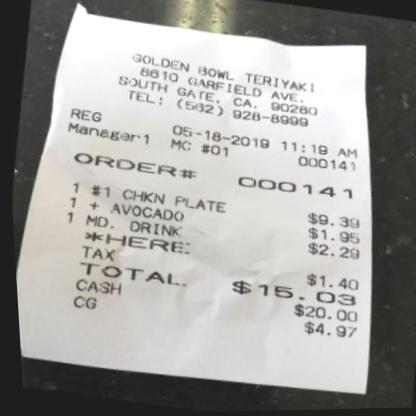 GOLDEN BOWL TERIYAKI
8610 GARFIELD AVE.
SOUTH GATE, CA. 90280
TEL: (562) 928-8999
REG 05-18-2019 11:19 AM
Manager1 MC #01 000141
ORDER# 000141
1 #1 CHKN PLATE $9.39
1 + AVOCADO $1.95
1 MD. DRINK $2.29
*HERE.
TAX $1.40
TOTAL. $15.03
CASH $20.00
CG $4.97